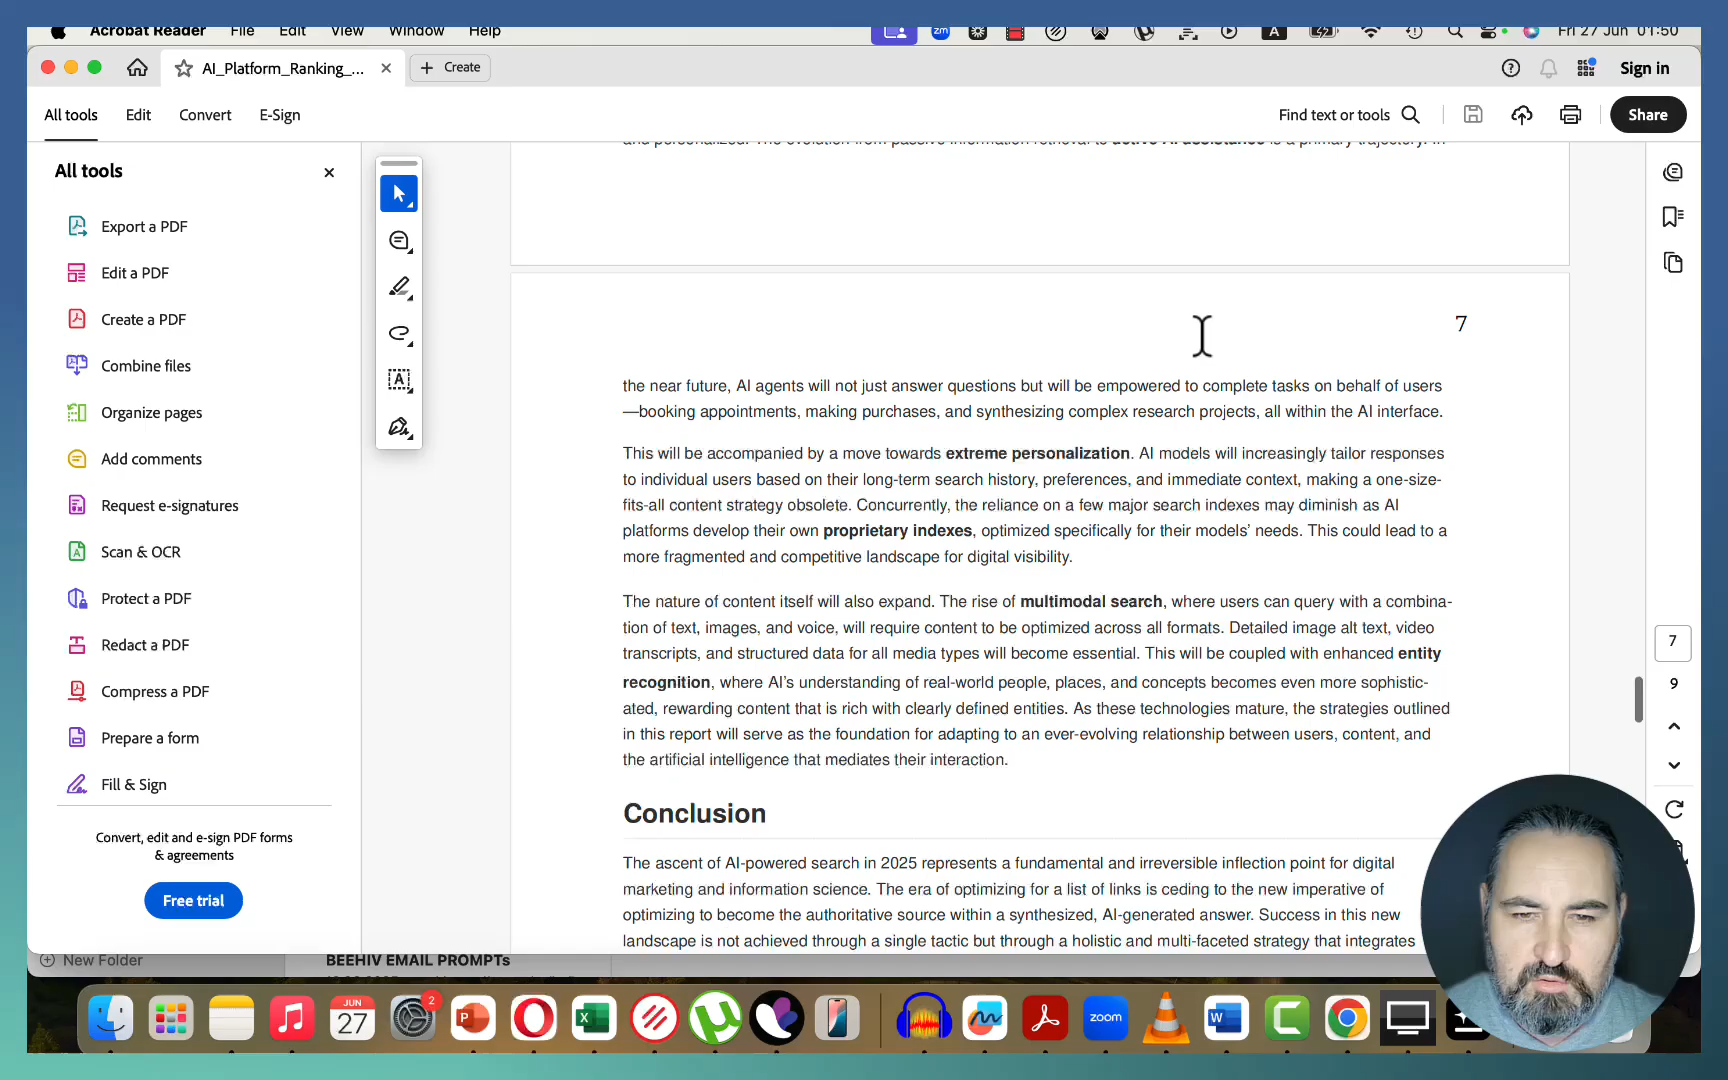 Acrobat Reader File Edit View Window Help
zm
A
Fri 27 Jun 01:50
AI_Platform_Ranking_...
Create
Sign in
All tools Edit Convert E-Sign
Find text or tools
Share
All tools
Export a PDF
Edit a PDF
Create a PDF
Combine files
Organize pages
Add comments
Request e-signatures
Scan & OCR
Protect a PDF
Redact a PDF
Compress a PDF
Prepare a form
Fill & Sign
Convert, edit and e-sign PDF forms
& agreements
Free trial
and personalized. The evolution from passive information retrieval to active AI assistance is a primary trajectory. In
7
the near future, AI agents will not just answer questions but will be empowered to complete tasks on behalf of users
—booking appointments, making purchases, and synthesizing complex research projects, all within the AI interface.
This will be accompanied by a move towards extreme personalization. AI models will increasingly tailor responses
to individual users based on their long-term search history, preferences, and immediate context, making a one-size-
fits-all content strategy obsolete. Concurrently, the reliance on a few major search indexes may diminish as AI
platforms develop their own proprietary indexes, optimized specifically for their models’ needs. This could lead to a
more fragmented and competitive landscape for digital visibility.
The nature of content itself will also expand. The rise of multimodal search, where users can query with a combina-
tion of text, images, and voice, will require content to be optimized across all formats. Detailed image alt text, video
transcripts, and structured data for all media types will become essential. This will be coupled with enhanced entity
recognition, where AI’s understanding of real-world people, places, and concepts becomes even more sophistic-
ated, rewarding content that is rich with clearly defined entities. As these technologies mature, the strategies outlined
in this report will serve as the foundation for adapting to an ever-evolving relationship between users, content, and
the artificial intelligence that mediates their interaction.
Conclusion
The ascent of AI-powered search in 2025 represents a fundamental and irreversible inflection point for digital
marketing and information science. The era of optimizing for a list of links is ceding to the new imperative of
optimizing to become the authoritative source within a synthesized, AI-generated answer. Success in this new
landscape is not achieved through a single tactic but through a holistic and multi-faceted strategy that integrates
7
9
New Folder
BEEHIV EMAIL PROMPTs
JUN
27
2
zoom